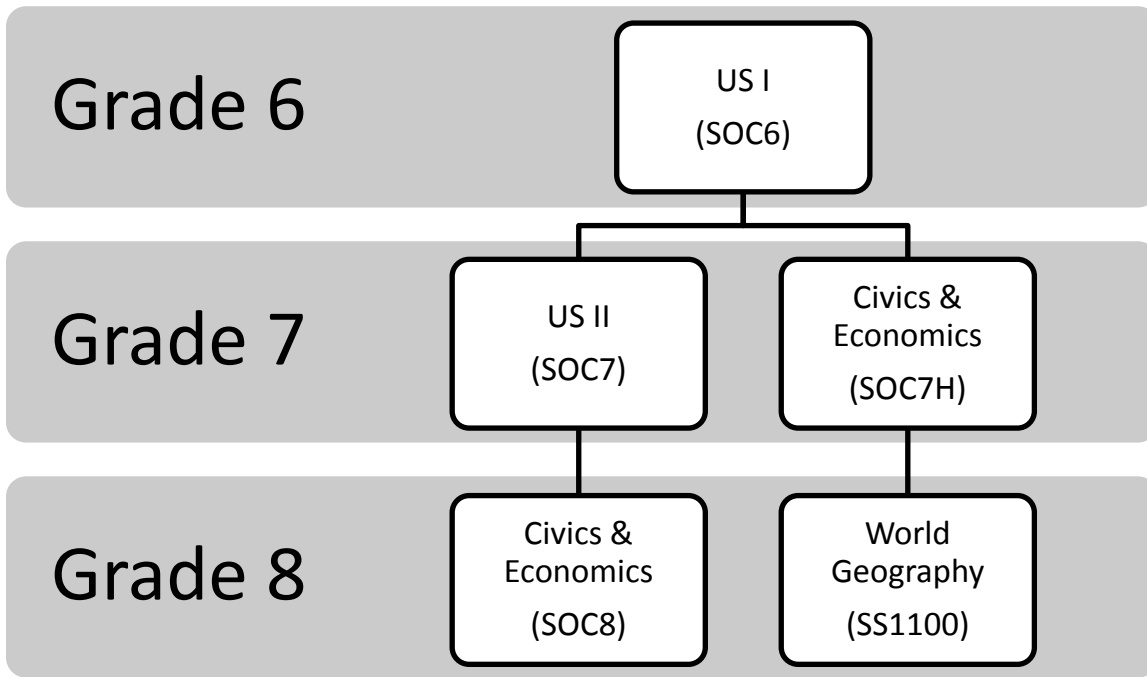 Grade 6
US I
(SOC6)
Grade 7
US II
(SOC7)
Civics &
Economics
(SOC7H)
Grade 8
Civics &
Economics
(SOC8)
World
Geography
(SS1100)